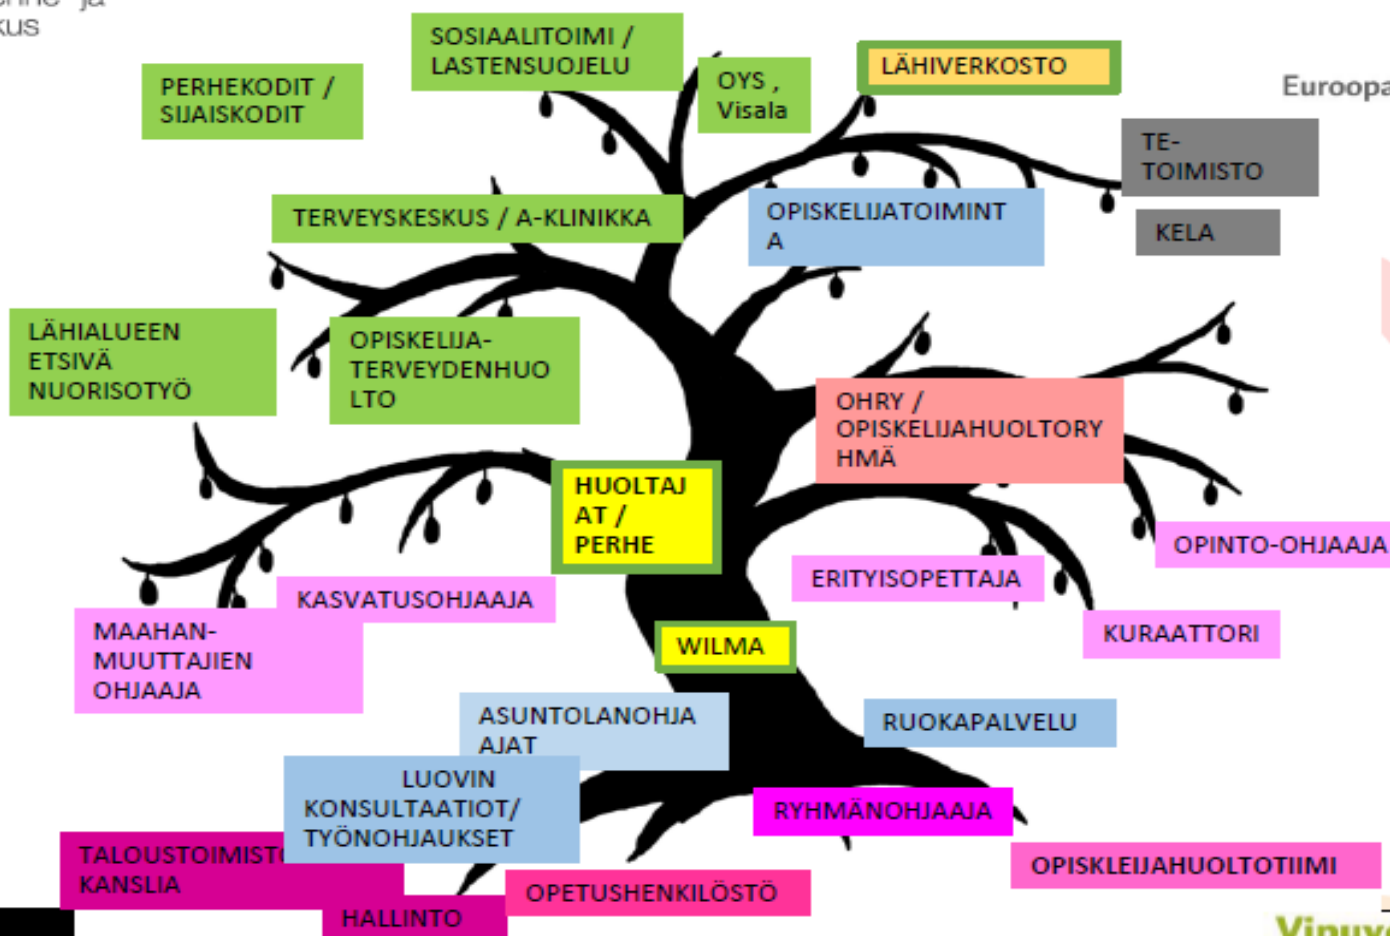 kus
SOSIAALITOIMI /
LASTENSUOJELU
LÄHIVERKOSTO
PERHEKODIT /
SIJAISKODIT
OYS ,
Visala
TE-
TOIMISTO
TERVEYSKESKUS / A-KLINIKKA
OPISKELIJATOIMINT
A
KELA
LÄHIALUEEN
ETSIVÄ
NUORISOTYÖ
OPISKELIJA-
TERVEYDENHUO
LTO
OHRY /
OPISKELIJAHUOLTORY
HMÄ
HUOLTAJ
AT /
PERHE
OPINTO-OHJAAJA
ERITYISOPETTAJA
KASVATUSOHJAAJA
KURAATTORI
MAAHAN-
MUUTTAJIEN
OHJAAJA
WILMA
ASUNTOLANOHJA
AJAT
RUOKAPALVELU
LUOVIN
KONSULTAATIOT/
TYÖNOHJAUKSET
RYHMÄNOHJAAJA
TALOUSTOIMISTO
KANSLIA
OPISKLEIJAHUOLTOTIIMI
OPETUSHENKILÖSTÖ
HALLINTO